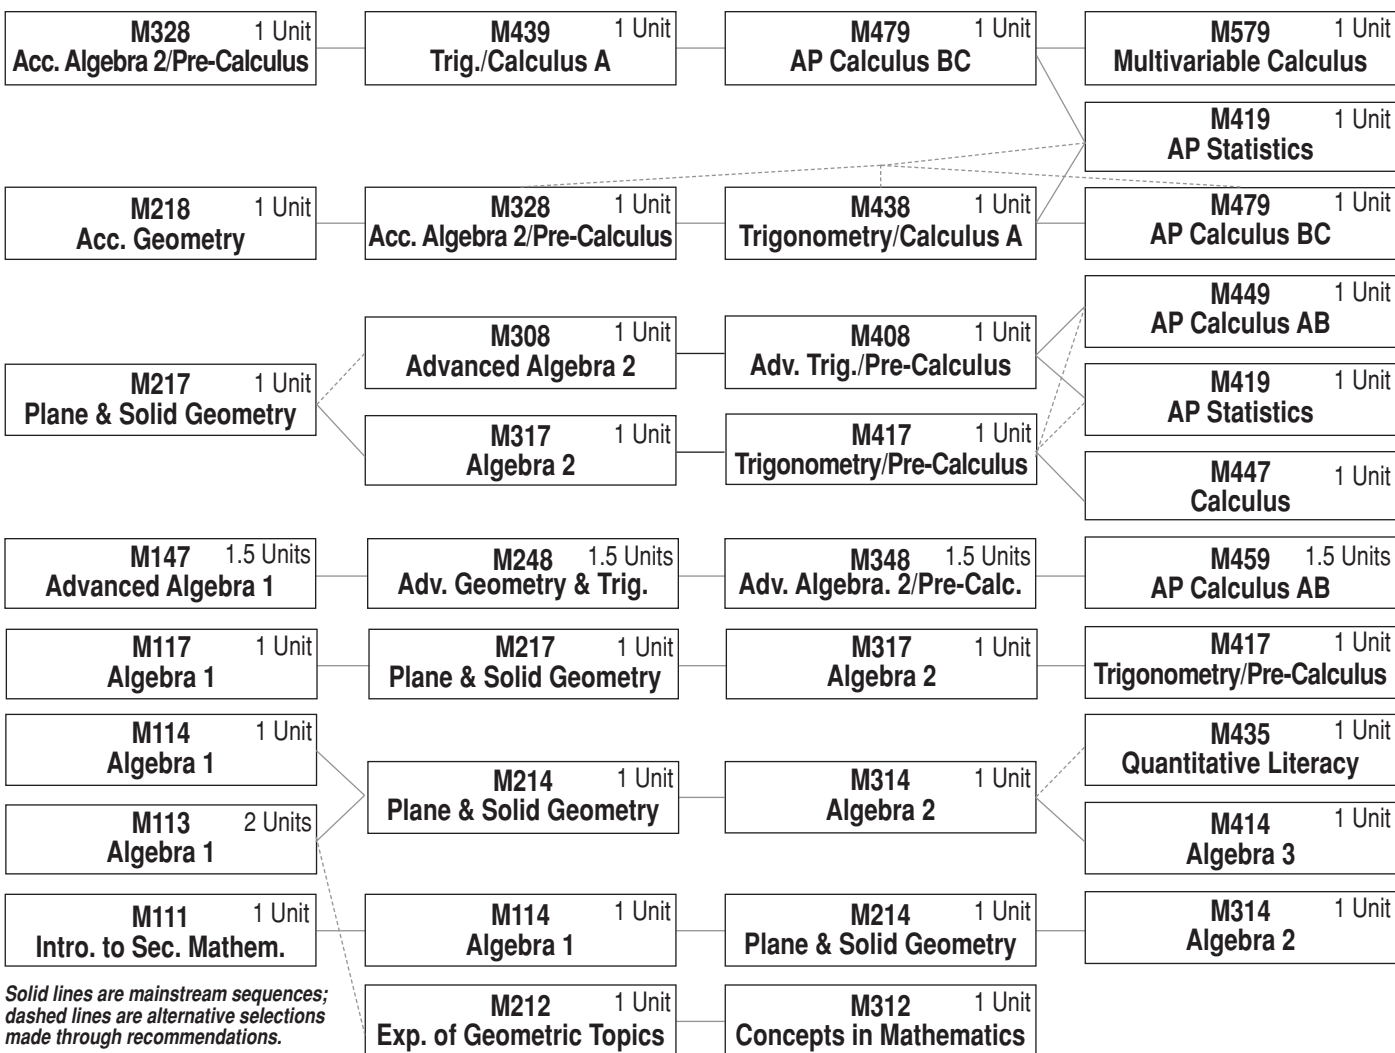 M328 1 Unit
Acc. Algebra 2/Pre-Calculus
M439 1 Unit
Trig./Calculus A
M479 1 Unit
AP Calculus BC
M579 1 Unit
Multivariable Calculus
M419 1 Unit
AP Statistics
M218 1 Unit
Acc. Geometry
M328 1 Unit
Acc. Algebra 2/Pre-Calculus
M438 1 Unit
Trigonometry/Calculus A
M479 1 Unit
AP Calculus BC
M217 1 Unit
Plane & Solid Geometry
M308 1 Unit
Advanced Algebra 2
M408 1 Unit
Adv. Trig./Pre-Calculus
M449 1 Unit
AP Calculus AB
M419 1 Unit
AP Statistics
M317 1 Unit
Algebra 2
M417 1 Unit
Trigonometry/Pre-Calculus
M447 1 Unit
Calculus
M147 1.5 Units
Advanced Algebra 1
M248 1.5 Units
Adv. Geometry & Trig.
M348 1.5 Units
Adv. Algebra. 2/Pre-Calc.
M459 1.5 Units
AP Calculus AB
M117 1 Unit
Algebra 1
M217 1 Unit
Plane & Solid Geometry
M317 1 Unit
Algebra 2
M417 1 Unit
Trigonometry/Pre-Calculus
M114 1 Unit
Algebra 1
M113 2 Units
Algebra 1
M214 1 Unit
Plane & Solid Geometry
M314 1 Unit
Algebra 2
M435 1 Unit
Quantitative Literacy
M414 1 Unit
Algebra 3
M111 1 Unit
Intro. to Sec. Mathem.
M114 1 Unit
Algebra 1
M214 1 Unit
Plane & Solid Geometry
M314 1 Unit
Algebra 2
M212 1 Unit
Exp. of Geometric Topics
M312 1 Unit
Concepts in Mathematics
Solid lines are mainstream sequences;
dashed lines are alternative selections
made through recommendations.